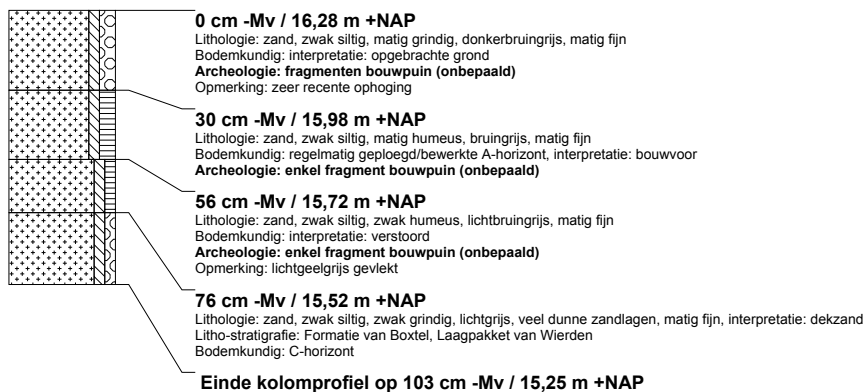 0 cm -Mv / 16,28 m +NAP
Lithologie: zand, zwak siltig, matig grindig, donkerbruingrijs, matig fijn
Bodemkundig: interpretatie: opgebrachte grond
Archeologie: fragmenten bouwpuin (onbepaald)
Opmerking: zeer recente ophoging
30 cm -Mv / 15,98 m +NAP
Lithologie: zand, zwak siltig, matig humeus, bruingrijs, matig fijn
Bodemkundig: regelmatig geploegd/bewerkte A-horizont, interpretatie: bouwvoor
Archeologie: enkel fragment bouwpuin (onbepaald)
56 cm -Mv / 15,72 m +NAP
Lithologie: zand, zwak siltig, zwak humeus, lichtbruingrijs, matig fijn
Bodemkundig: interpretatie: verstoord
Archeologie: enkel fragment bouwpuin (onbepaald)
Opmerking: lichtgeelgrijs gevlekt
76 cm -Mv / 15,52 m +NAP
Lithologie: zand, zwak siltig, zwak grindig, lichtgrijs, veel dunne zandlagen, matig fijn, interpretatie: dekzand
Litho-stratigrafie: Formatie van Boxtel, Laagpakket van Wierden
Bodemkundig: C-horizont
Einde kolomprofiel op 103 cm -Mv / 15,25 m +NAP